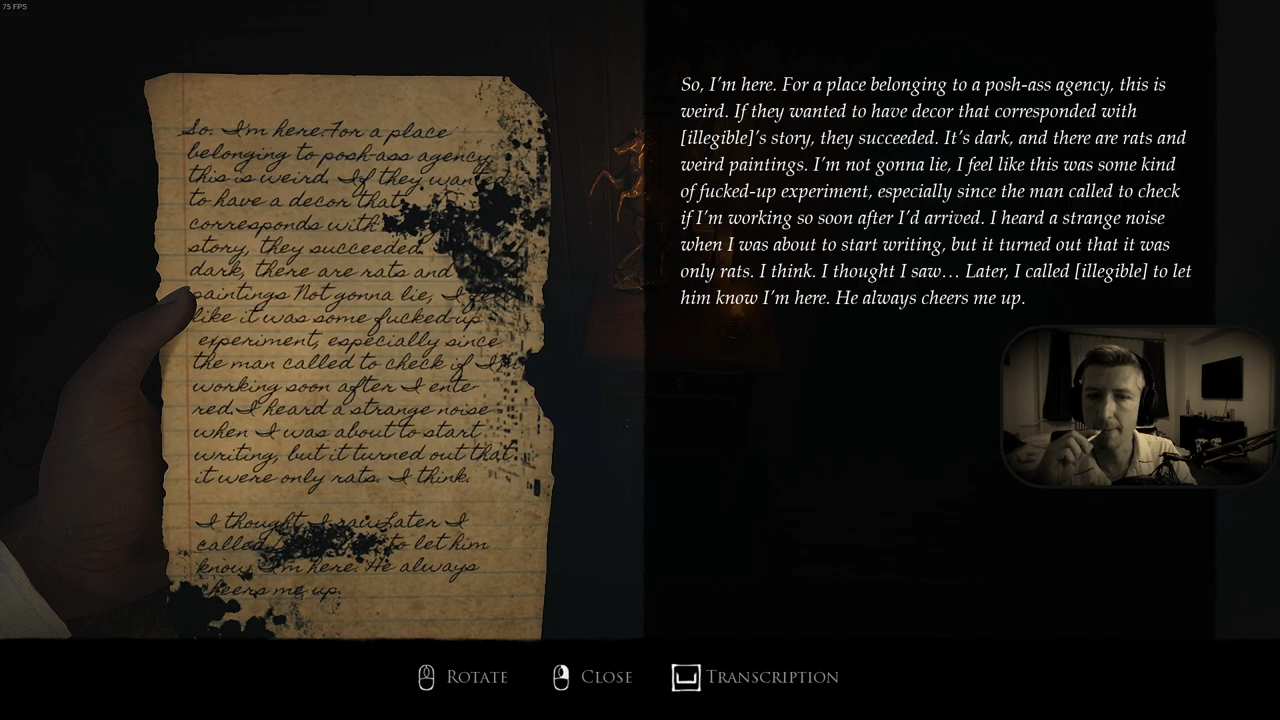 75 FPS
So. I'm here. For a place
belonging to posh-ass agency,
this is weird. If they wanted
to have a decor that
corresponds with
story, they succeeded.
dark, there are rats and
paintings Not gonna lie, I feel
like it was some fucked-up
experiment, especially since
the man called to check if I'm
working soon after I ente-
red. I heard a strange noise
when I was about to start
writing, but it turned out that
it were only rats. I think.
I thought I saw Later I
called to let him
know I'm here. He always
cheers me up.
So, I'm here. For a place belonging to a posh-ass agency, this is
weird. If they wanted to have decor that corresponded with
[illegible]'s story, they succeeded. It's dark, and there are rats and
weird paintings. I'm not gonna lie, I feel like this was some kind
of fucked-up experiment, especially since the man called to check
if I'm working so soon after I'd arrived. I heard a strange noise
when I was about to start writing, but it turned out that it was
only rats. I think. I thought I saw… Later, I called [illegible] to let
him know I'm here. He always cheers me up.
ROTATE CLOSE TRANSCRIPTION